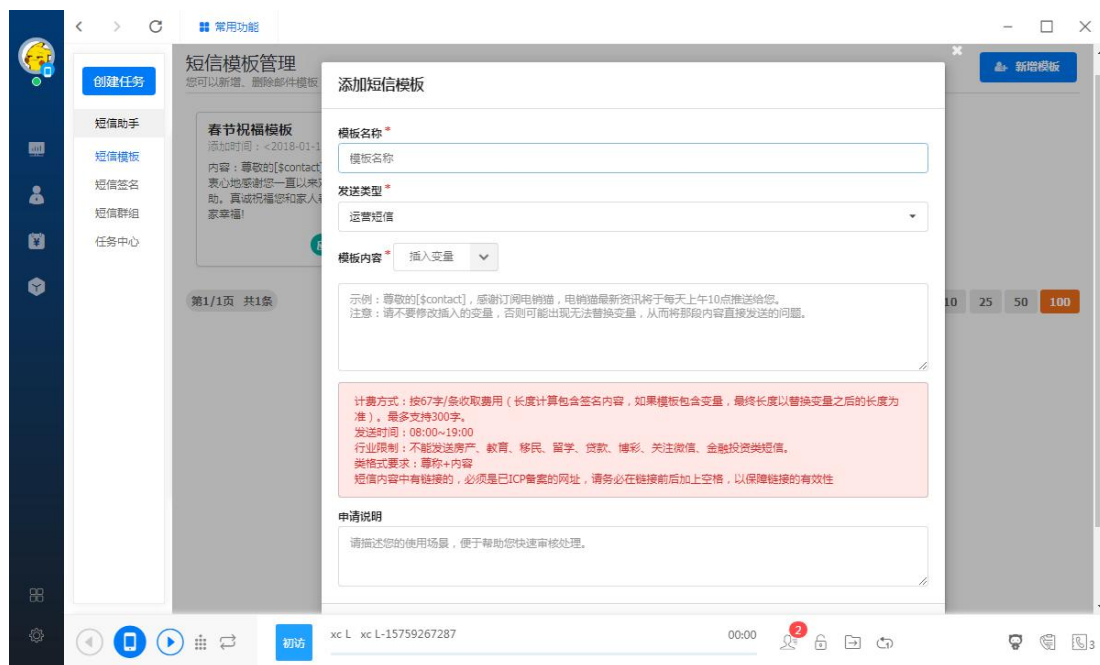 常用功能
创建任务
短信助手
短信模板
短信签名
短信群组
任务中心
短信模板管理
您可以新增、删除邮件模板
新增模板
春节祝福模板
添加时间：<2018-01-1
内容：尊敬的[$contact]
衷心地感谢您一直以来对
助。真诚祝福您和家人
家幸福!
第1/1页 共1条
10 25 50 100
添加短信模板
模板名称*
模板名称
发送类型*
运营短信
模板内容* 插入变量
示例：尊敬的[$contact]，感谢订阅电销猫，电销猫最新资讯将于每天上午10点推送给您。
注意：请不要修改插入的变量，否则可能出现无法替换变量，从而将那段内容直接发送的问题。
计费方式：按67字/条收取费用（长度计算包含签名内容，如果模板包含变量，最终长度以替换变量之后的长度为
准）。最多支持300字。
发送时间：08:00~19:00
行业限制：不能发送房产、教育、移民、留学、贷款、博彩、关注微信、金融投资类短信。
类格式要求：尊称+内容
短信内容中有链接的，必须是已ICP备案的网址，请务必在链接前后加上空格，以保障链接的有效性
申请说明
请描述您的使用场景，便于帮助您快速审核处理。
初访
xc L xc L-15759267287
00:00
2
3